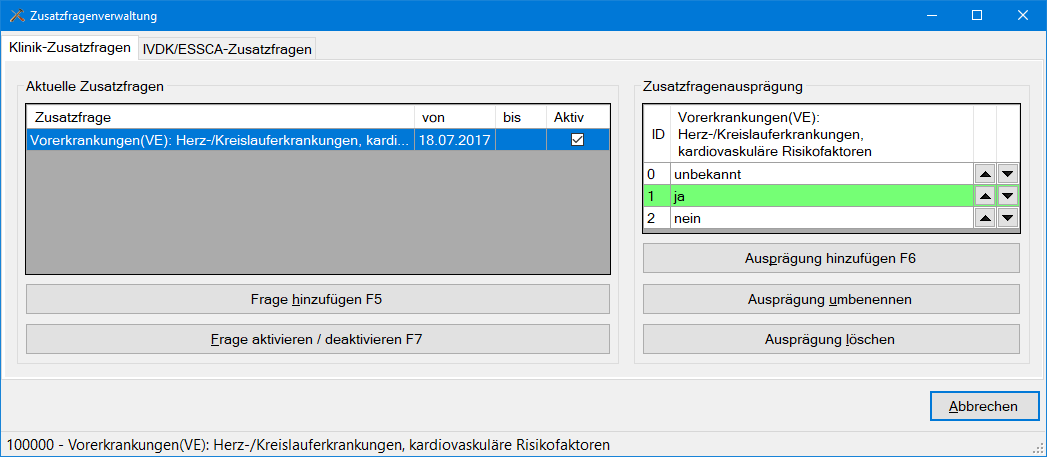 Zusatzfragenverwaltung
Klinik-Zusatzfragen
IVDK/ESSCA-Zusatzfragen
Aktuelle Zusatzfragen
Zusatzfrage von bis Aktiv
Vorerkrankungen(VE): Herz-/Kreislauferkrankungen, kardi... 18.07.2017
Frage hinzufügen F5
Frage aktivieren / deaktivieren F7
Zusatzfragenausprägung
ID
Vorerkrankungen(VE):
Herz-/Kreislauferkrankungen,
kardiovaskuläre Risikofaktoren
0 unbekannt
1 ja
2 nein
Ausprägung hinzufügen F6
Ausprägung umbenennen
Ausprägung löschen
Abbrechen
100000 - Vorerkrankungen(VE): Herz-/Kreislauferkrankungen, kardiovaskuläre Risikofaktoren